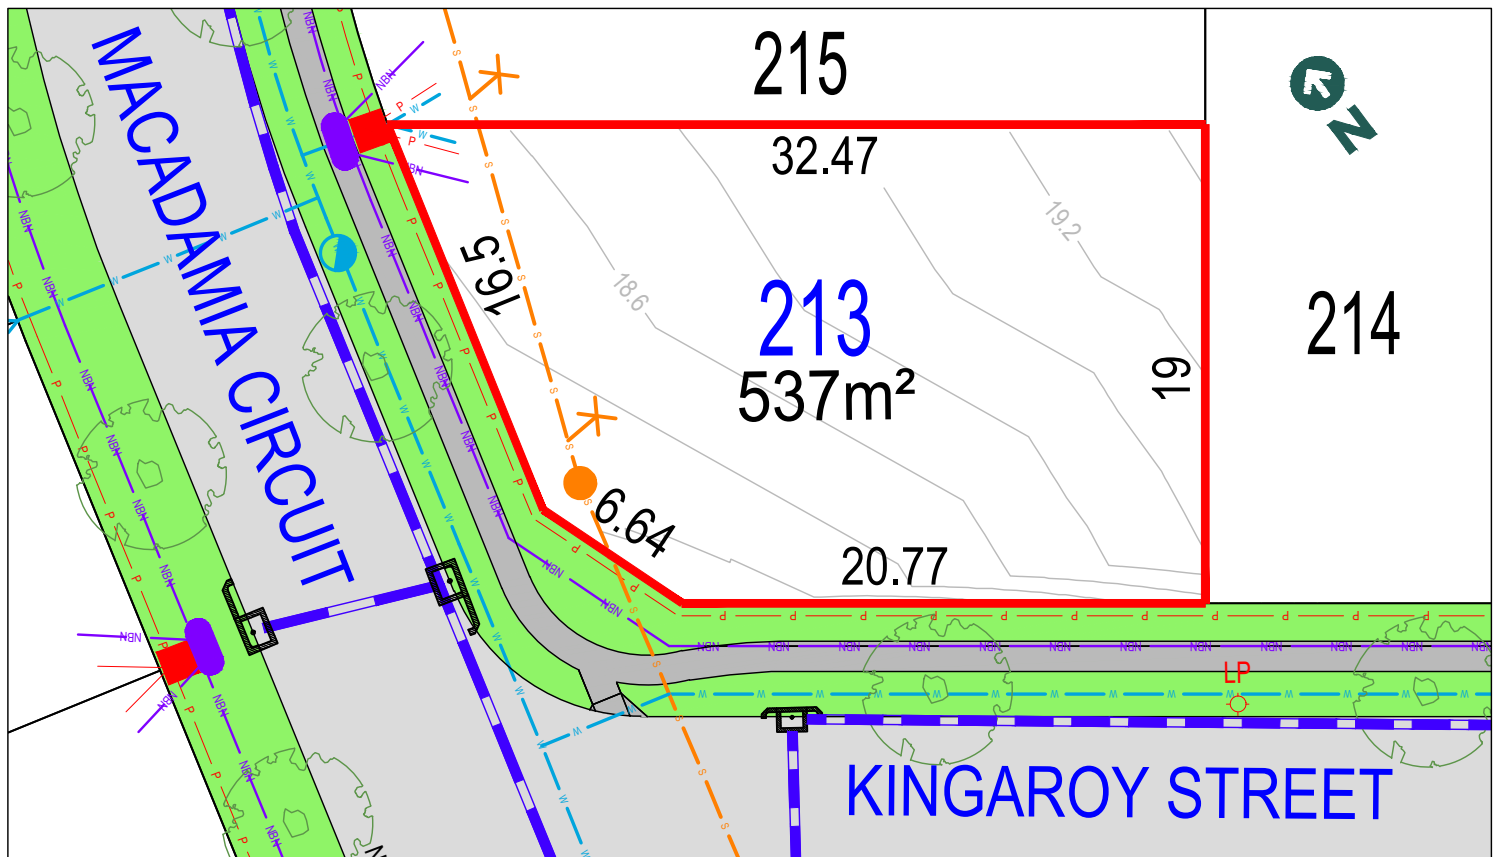 215
32.47
N
MACADAMIA CIRCUIT
16.5
18.6
19.2
213
537m²
19
214
6.64
20.77
LP
KINGAROY STREET
NBN
P
W
S